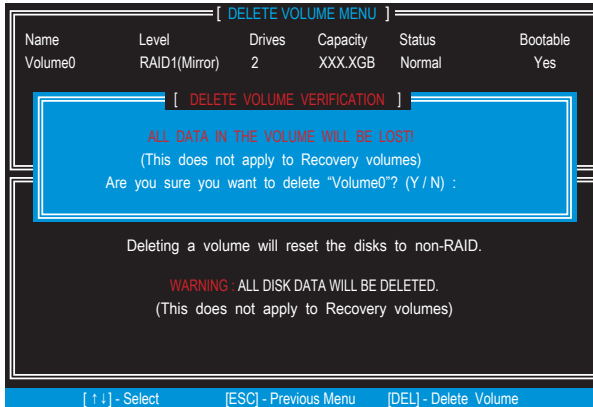 [ DELETE VOLUME MENU ]
Name Level Drives Capacity Status Bootable
Volume0 RAID1(Mirror) 2 XXX.XGB Normal Yes
[ DELETE VOLUME VERIFICATION ]
ALL DATA IN THE VOLUME WILL BE LOST!
(This does not apply to Recovery volumes)
Are you sure you want to delete “Volume0”? (Y / N) :
Deleting a volume will reset the disks to non-RAID.
WARNING : ALL DISK DATA WILL BE DELETED.
(This does not apply to Recovery volumes)
[ ↑↓] - Select [ESC] - Previous Menu [DEL] - Delete Volume